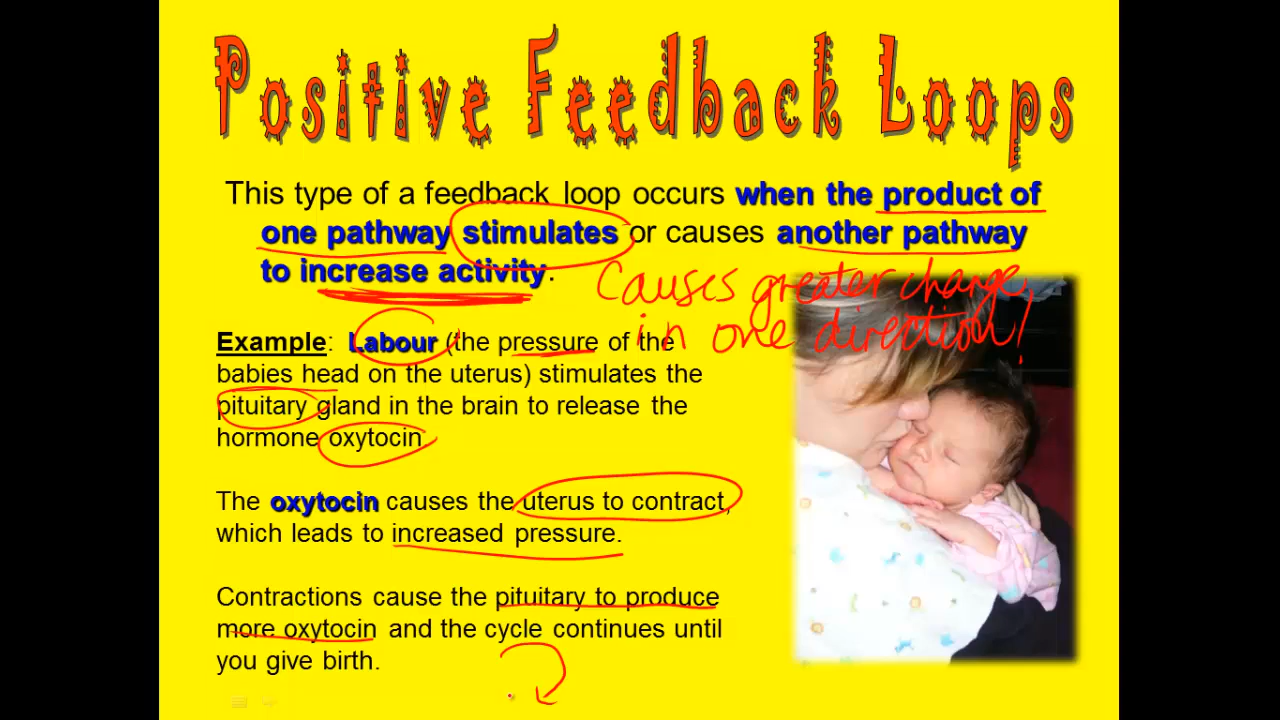 Positive Feedback Loops
This type of a feedback loop occurs when the product of
one pathway stimulates or causes another pathway
to increase activity.
Causes greater change,
in one direction!
Example: Labour (the pressure of the
babies head on the uterus) stimulates the
pituitary gland in the brain to release the
hormone oxytocin.
The oxytocin causes the uterus to contract,
which leads to increased pressure.
Contractions cause the pituitary to produce
more oxytocin and the cycle continues until
you give birth.